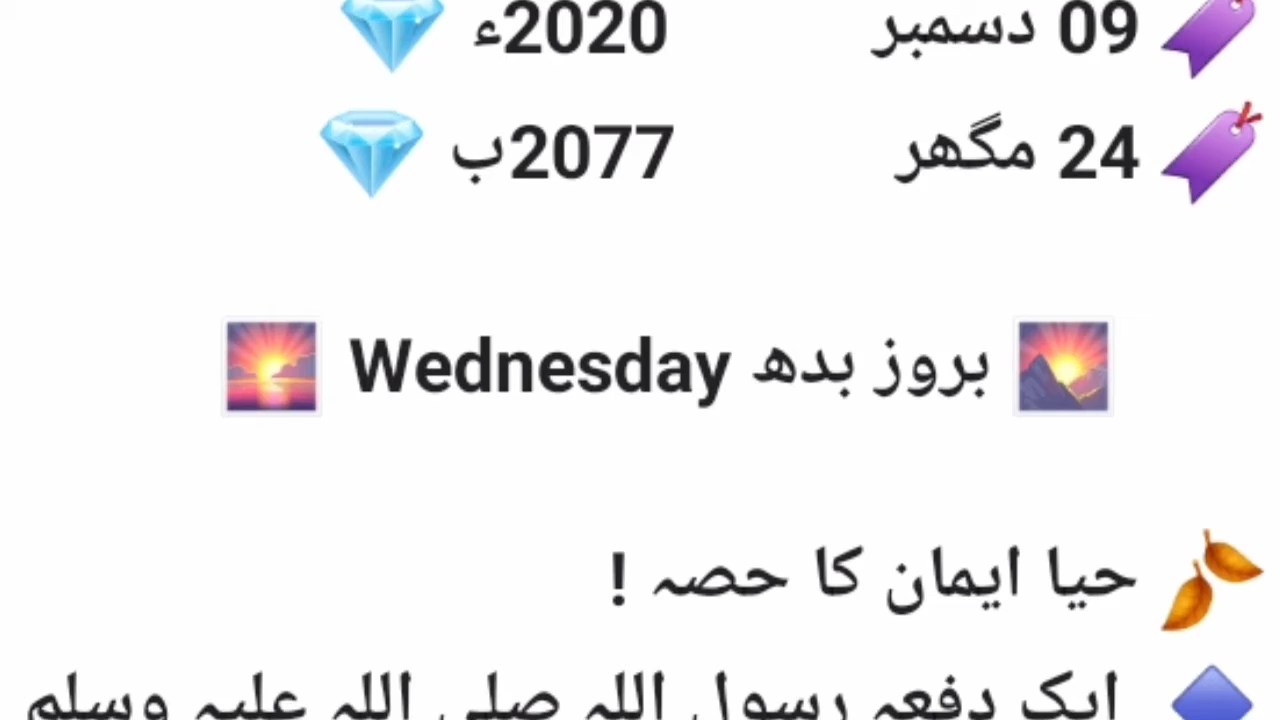 09 دسمبر 2020ء
24 مگھر 2077ب
بروز بدھ Wednesday
حیا ایمان کا حصہ !
ایک دفعہ رسول اللہ صلی اللہ علیہ وسلم